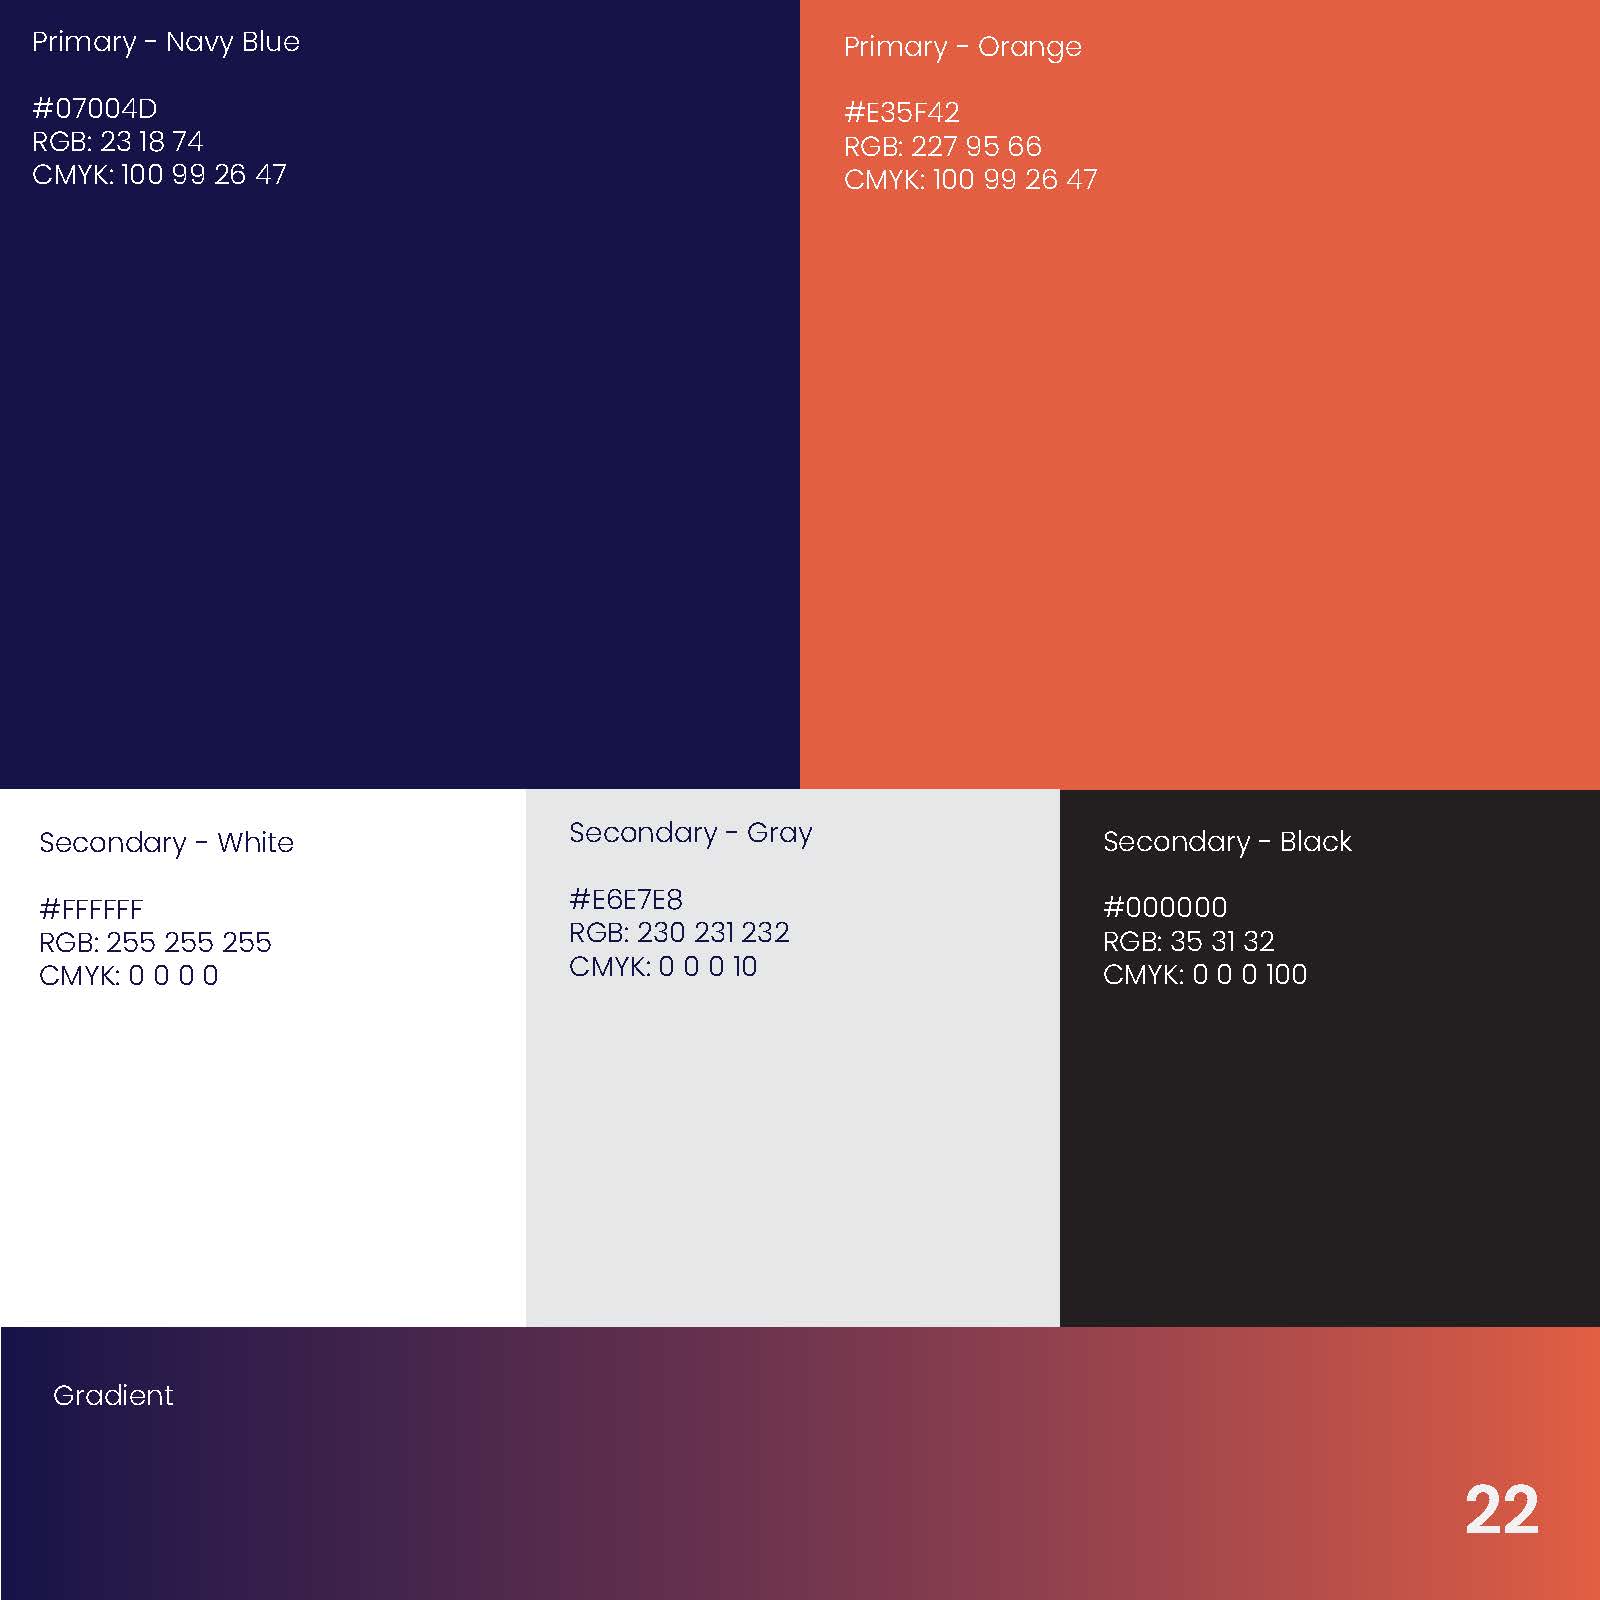 Primary - Navy Blue
#07004D
RGB: 23 18 74
CMYK: 100 99 26 47
Primary - Orange
#E35F42
RGB: 227 95 66
CMYK: 100 99 26 47
Secondary - White
#FFFFFF
RGB: 255 255 255
CMYK: 0 0 0 0
Secondary - Gray
#E6E7E8
RGB: 230 231 232
CMYK: 0 0 0 10
Secondary - Black
#000000
RGB: 35 31 32
CMYK: 0 0 0 100
Gradient
22